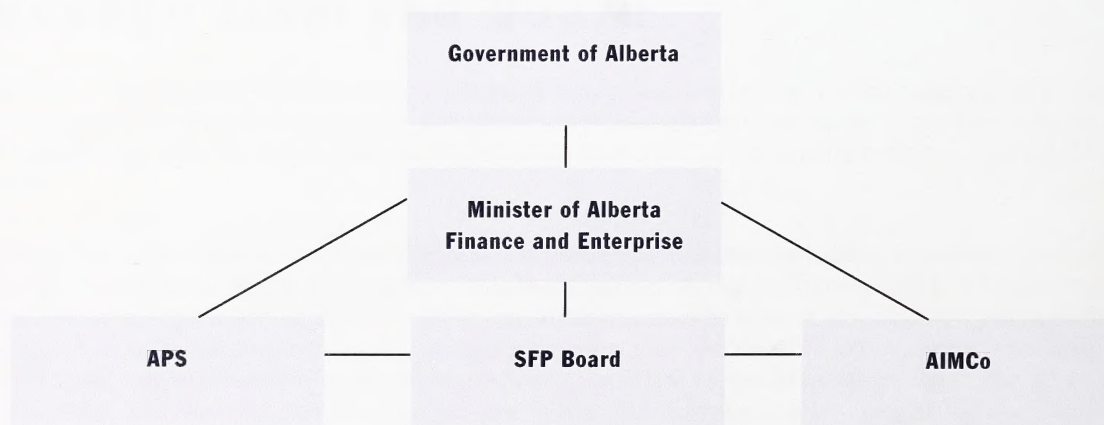 Government of Alberta
Minister of Alberta
Finance and Enterprise
APS
SFP Board
AIMCo